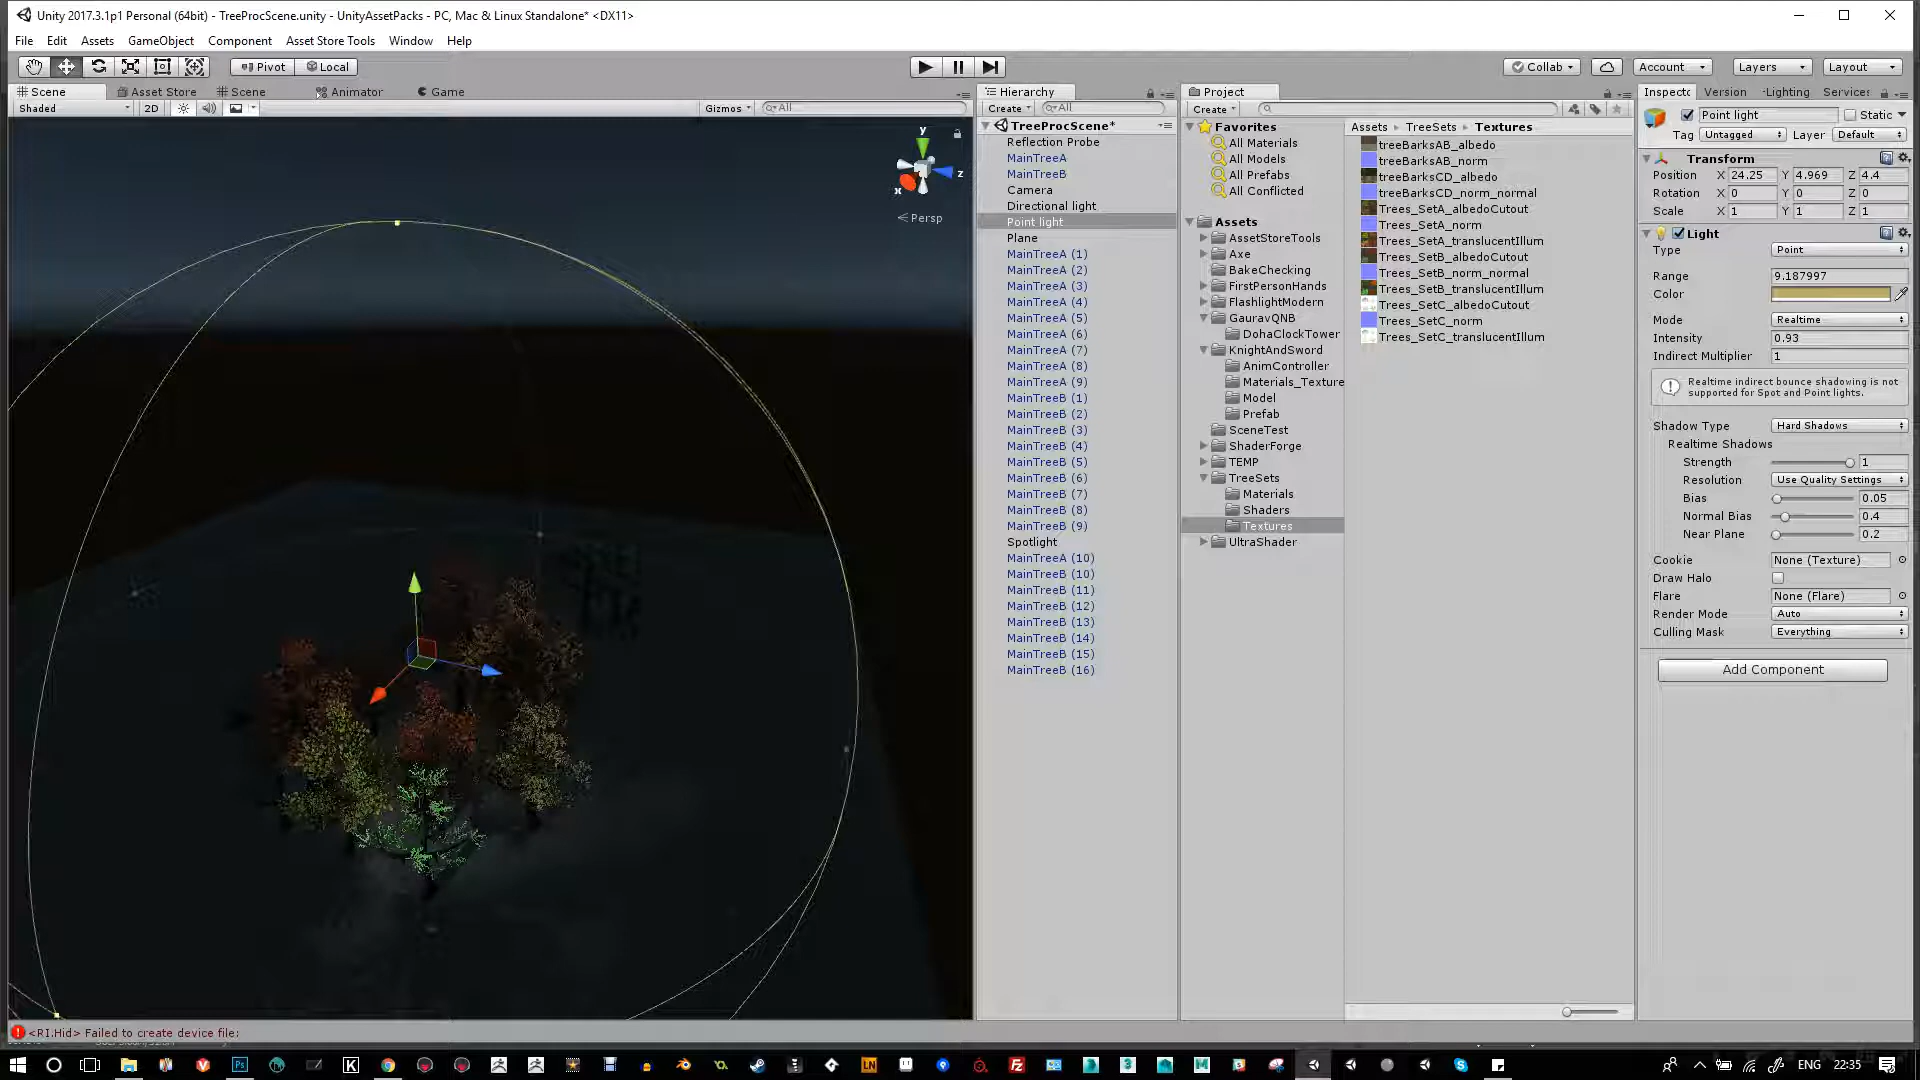 Unity 2017.3.1p1 Personal (64bit) - TreeProcScene.unity - UnityAssetPacks - PC, Mac & Linux Standalone* <DX11>
File Edit Assets GameObject Component Asset Store Tools Window Help
Pivot Local Collab Account Layers Layout
Scene Asset Store Scene Animator Game
Shaded 2D Gizmos All
y
x
z
Persp
Hierarchy
Create All
TreeProcScene*
Reflection Probe
MainTreeA
MainTreeB
Camera
Directional light
Point light
Plane
MainTreeA (1)
MainTreeA (2)
MainTreeA (3)
MainTreeA (4)
MainTreeA (5)
MainTreeA (6)
MainTreeA (7)
MainTreeA (8)
MainTreeA (9)
MainTreeB (1)
MainTreeB (2)
MainTreeB (3)
MainTreeB (4)
MainTreeB (5)
MainTreeB (6)
MainTreeB (7)
MainTreeB (8)
MainTreeB (9)
Spotlight
MainTreeA (10)
MainTreeB (10)
MainTreeB (11)
MainTreeB (12)
MainTreeB (13)
MainTreeB (14)
MainTreeB (15)
MainTreeB (16)
Project
Create
Favorites
All Materials
All Models
All Prefabs
All Conflicted
Assets
AssetStoreTools
Axe
BakeChecking
FirstPersonHands
FlashlightModern
GauravQNB
DohaClockTower
KnightAndSword
AnimController
Materials_Texture
Model
Prefab
SceneTest
ShaderForge
TEMP
TreeSets
Materials
Shaders
Textures
UltraShader
Assets TreeSets Textures
treeBarksAB_albedo
treeBarksAB_norm
treeBarksCD_albedo
treeBarksCD_norm_normal
Trees_SetA_albedoCutout
Trees_SetA_norm
Trees_SetA_translucentIllum
Trees_SetB_albedoCutout
Trees_SetB_norm_normal
Trees_SetB_translucentIllum
Trees_SetC_albedoCutout
Trees_SetC_norm
Trees_SetC_translucentIllum
Inspecto Version Lighting Services
Point light Static
Tag Untagged Layer Default
Transform
Position X 24.25 Y 4.969 Z 4.4
Rotation X 0 Y 0 Z 0
Scale X 1 Y 1 Z 1
Light
Type Point
Range 9.187997
Color
Mode Realtime
Intensity 0.93
Indirect Multiplier 1
Realtime indirect bounce shadowing is not
supported for Spot and Point lights.
Shadow Type Hard Shadows
Realtime Shadows
Strength 1
Resolution Use Quality Settings
Bias 0.05
Normal Bias 0.4
Near Plane 0.2
Cookie None (Texture)
Draw Halo
Flare None (Flare)
Render Mode Auto
Culling Mask Everything
Add Component
<RI.Hid> Failed to create device file:
ENG 22:35